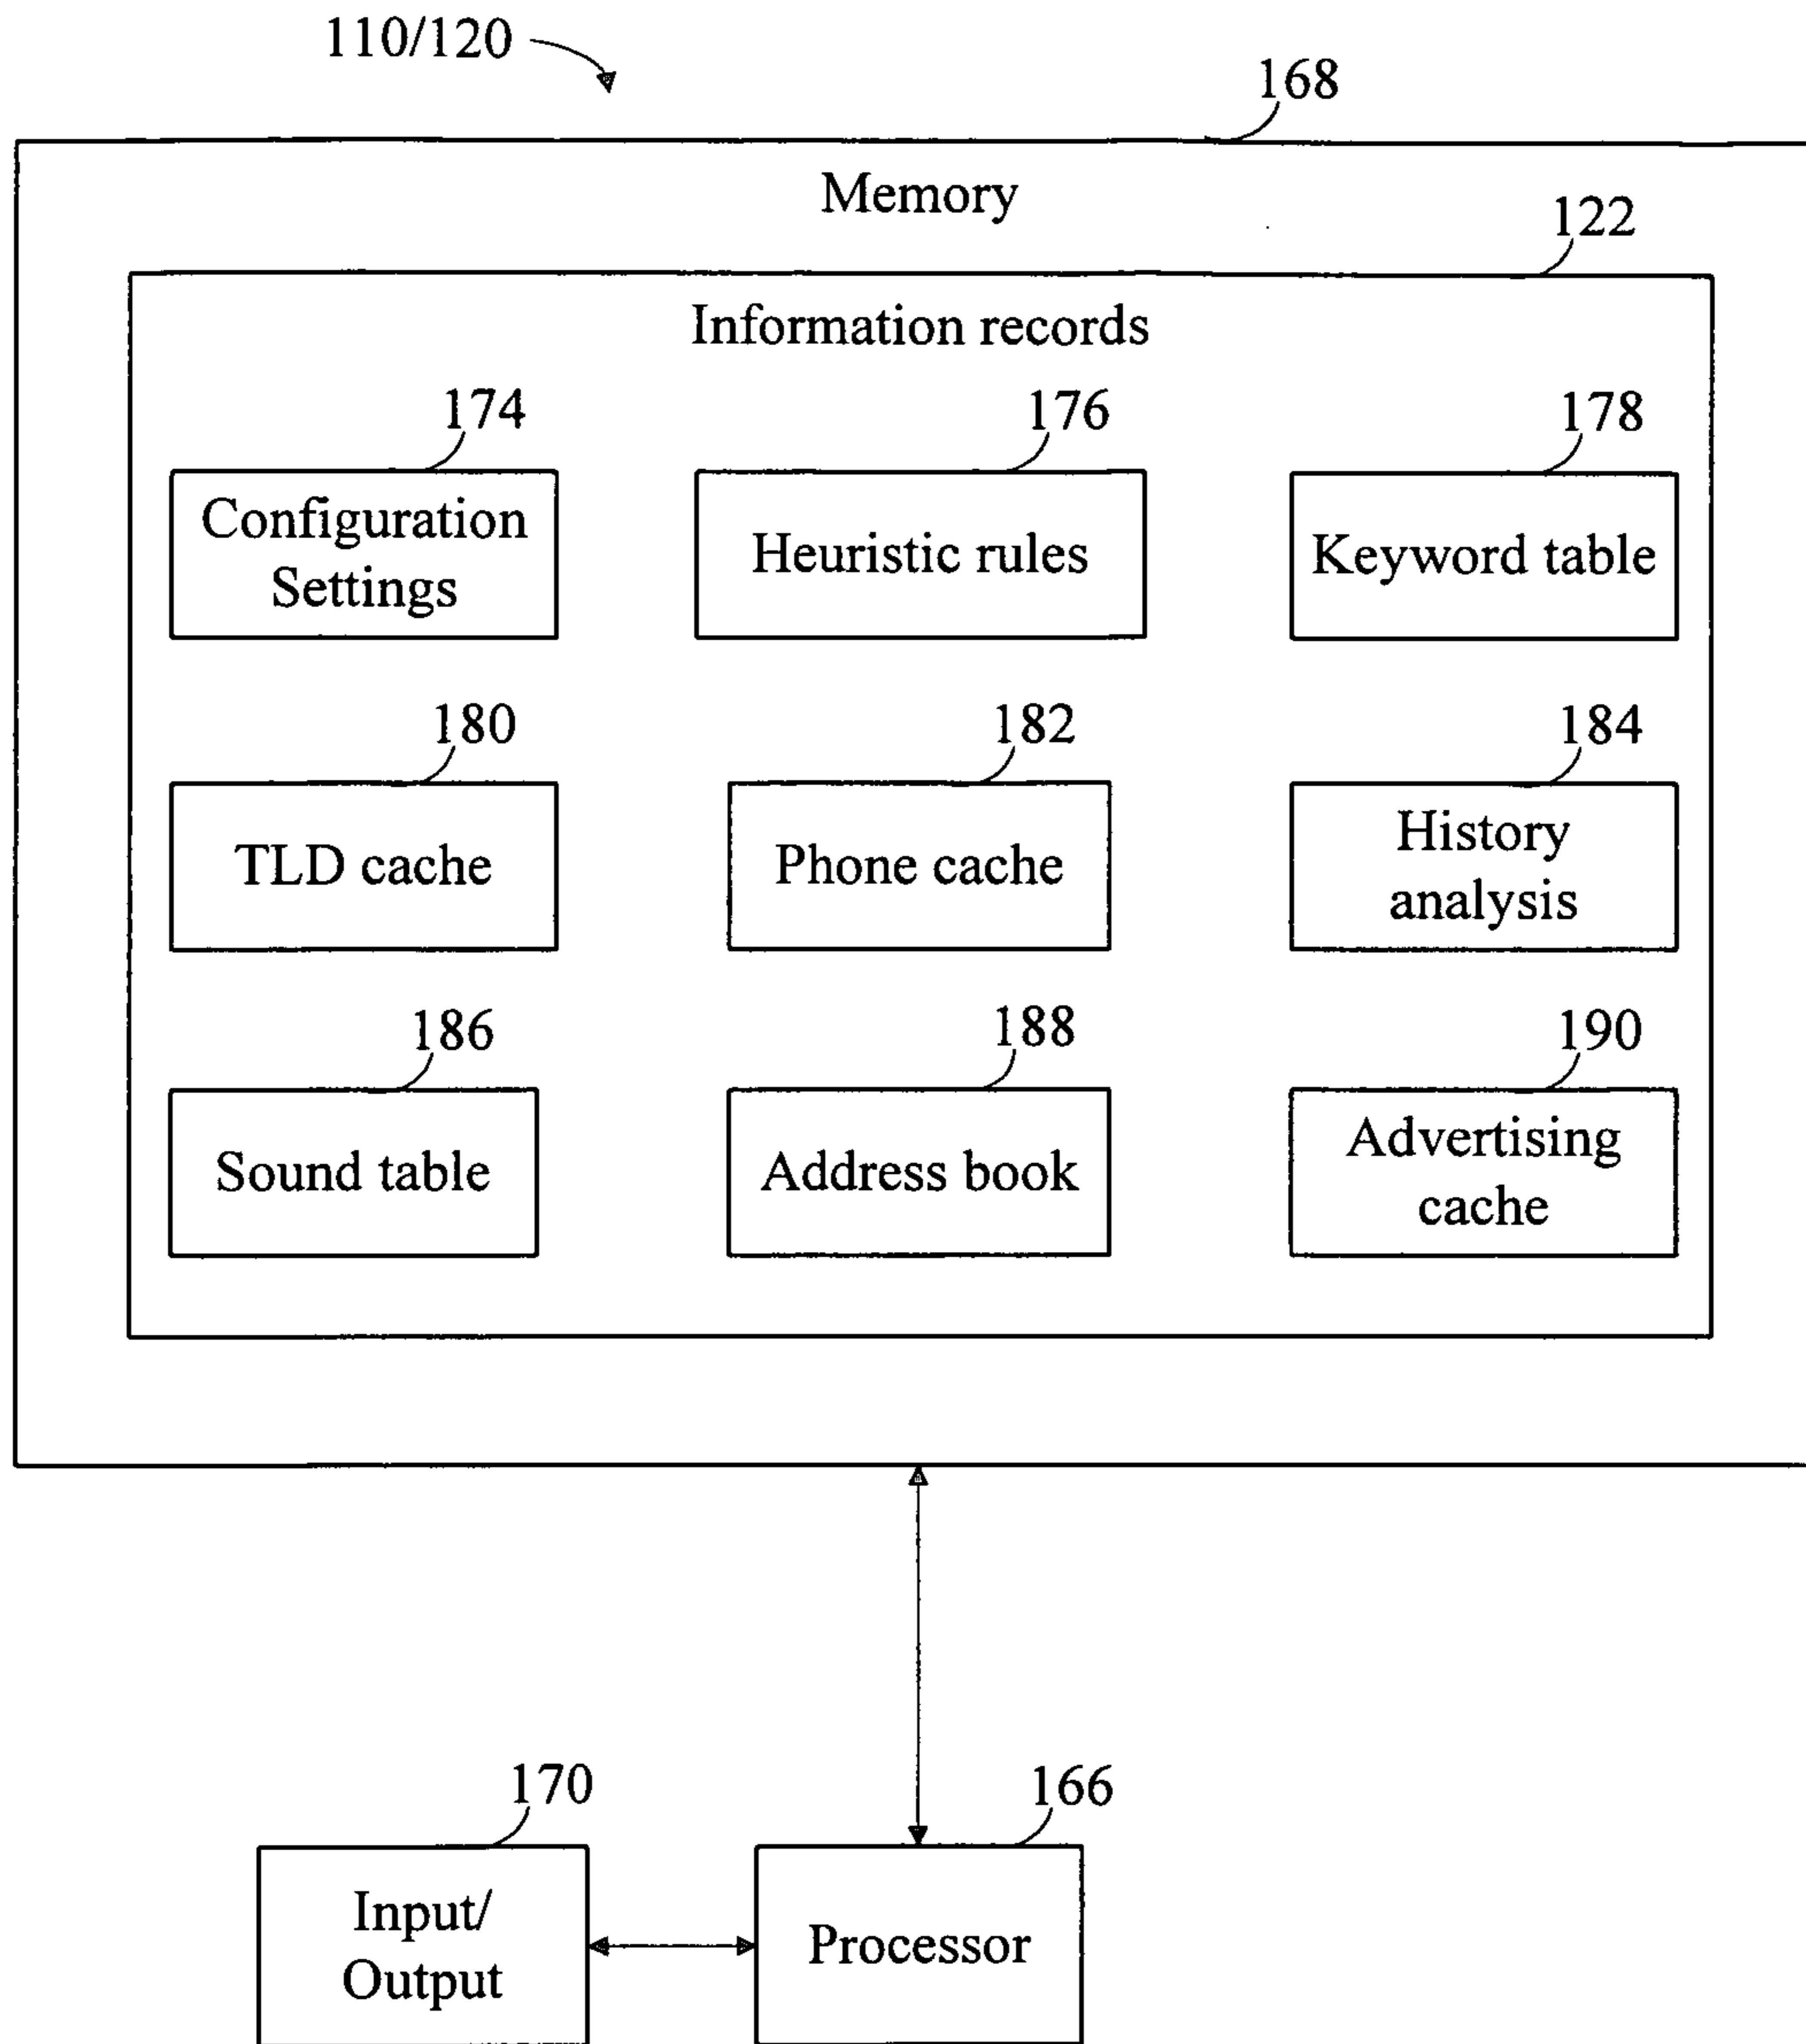 110/120
168
Memory
122
Information records
174
176
178
Configuration
Settings
Heuristic rules
Keyword table
180
182
184
TLD cache
Phone cache
History
analysis
186
188
190
Sound table
Address book
Advertising
cache
170
166
Input/
Output
Processor